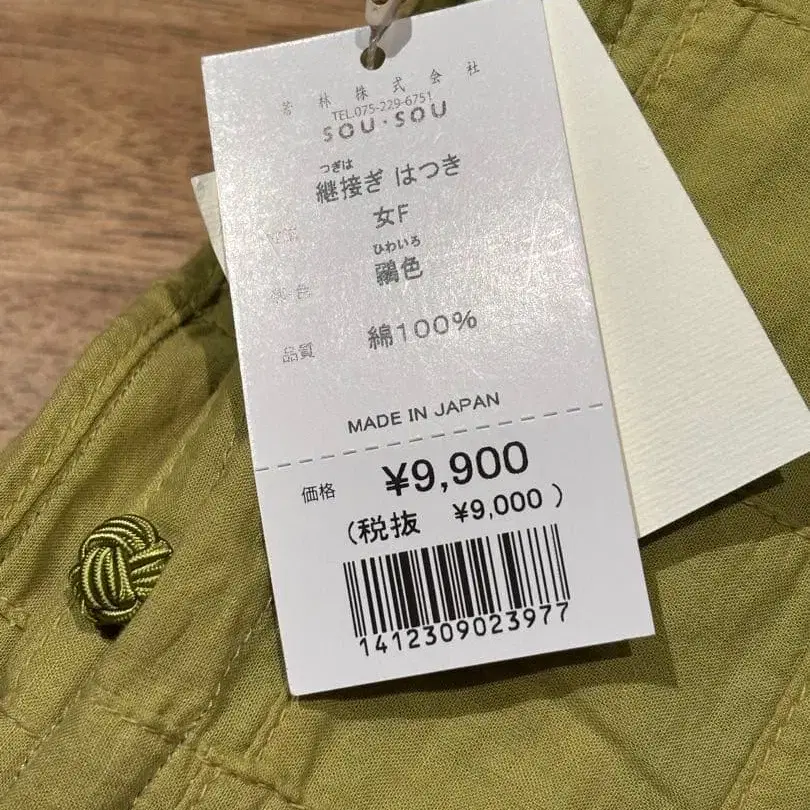 若林株式会社
TEL.075-229-6751
SOU・SOU
つぎは
継接ぎ はつき
女F
ひわいろ
鶸色
品質 綿100%
MADE IN JAPAN
価格 ¥9,900
(税抜 ¥9,000)
1412309023977